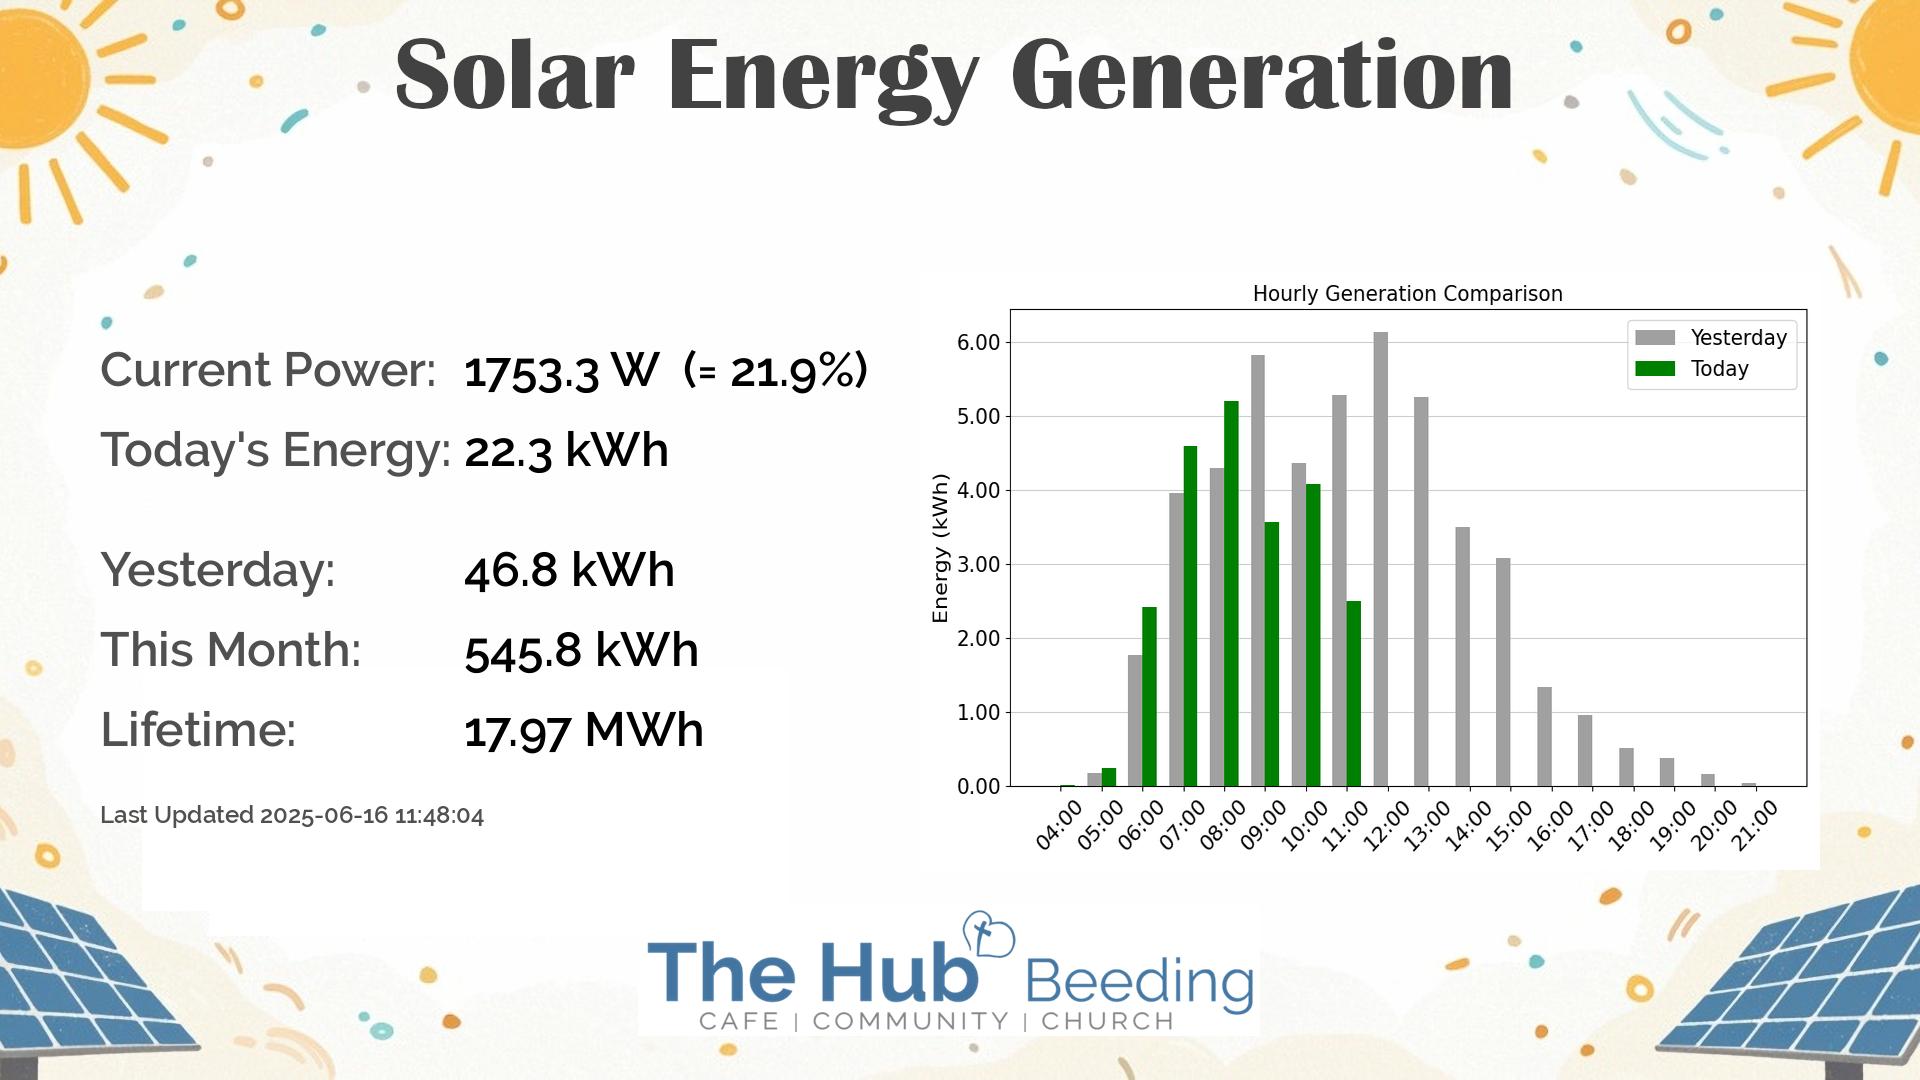 Solar Energy Generation
Current Power: 1753.3 W (= 21.9%)
Today's Energy: 22.3 kWh
Yesterday: 46.8 kWh
This Month: 545.8 kWh
Lifetime: 17.97 MWh
Last Updated 2025-06-16 11:48:04
Hourly Generation Comparison
Yesterday
Today
Energy (kWh)
6.00
5.00
4.00
3.00
2.00
1.00
0.00
04:00 05:00 06:00 07:00 08:00 09:00 10:00 11:00 12:00 13:00 14:00 15:00 16:00 17:00 18:00 19:00 20:00 21:00
The Hub Beeding
CAFE | COMMUNITY | CHURCH